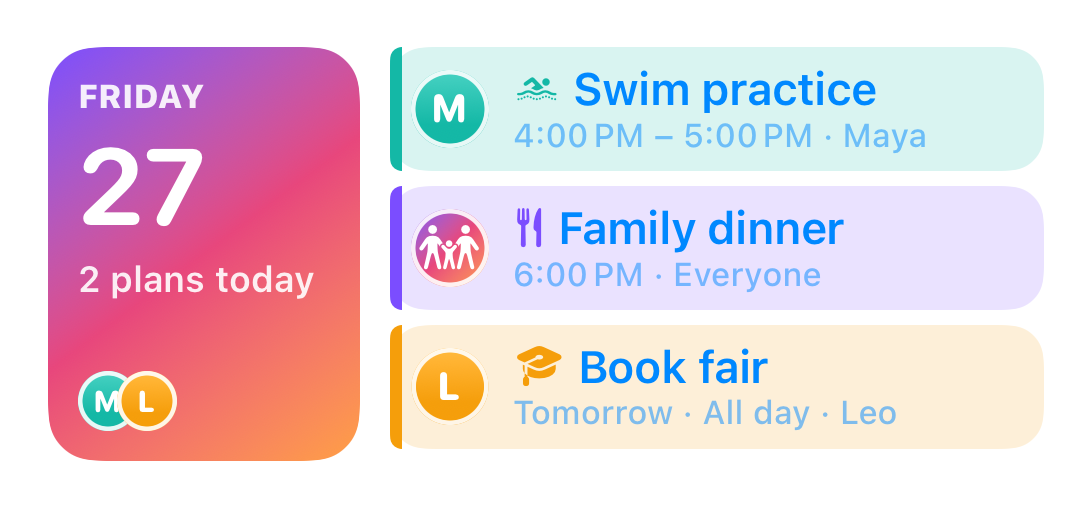 FRIDAY
27
2 plans today
M L
M
Swim practice
4:00 PM – 5:00 PM · Maya
Family dinner
6:00 PM · Everyone
L
Book fair
Tomorrow · All day · Leo